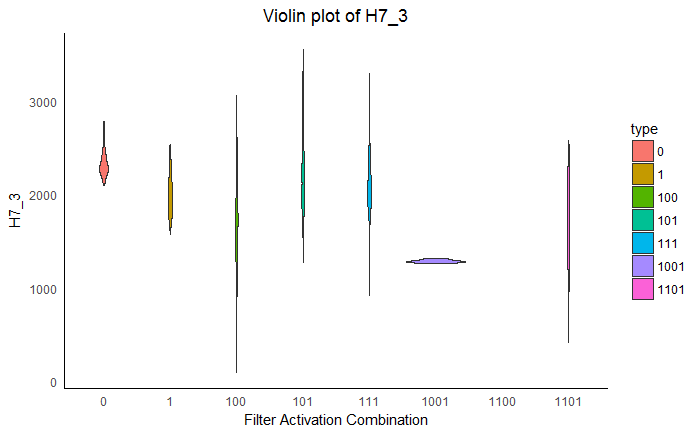 Violin plot of H7_3
H7_3
3000
2000
1000
0
0 1 100 101 111 1001 1100 1101
Filter Activation Combination
type
0
1
100
101
111
1001
1101